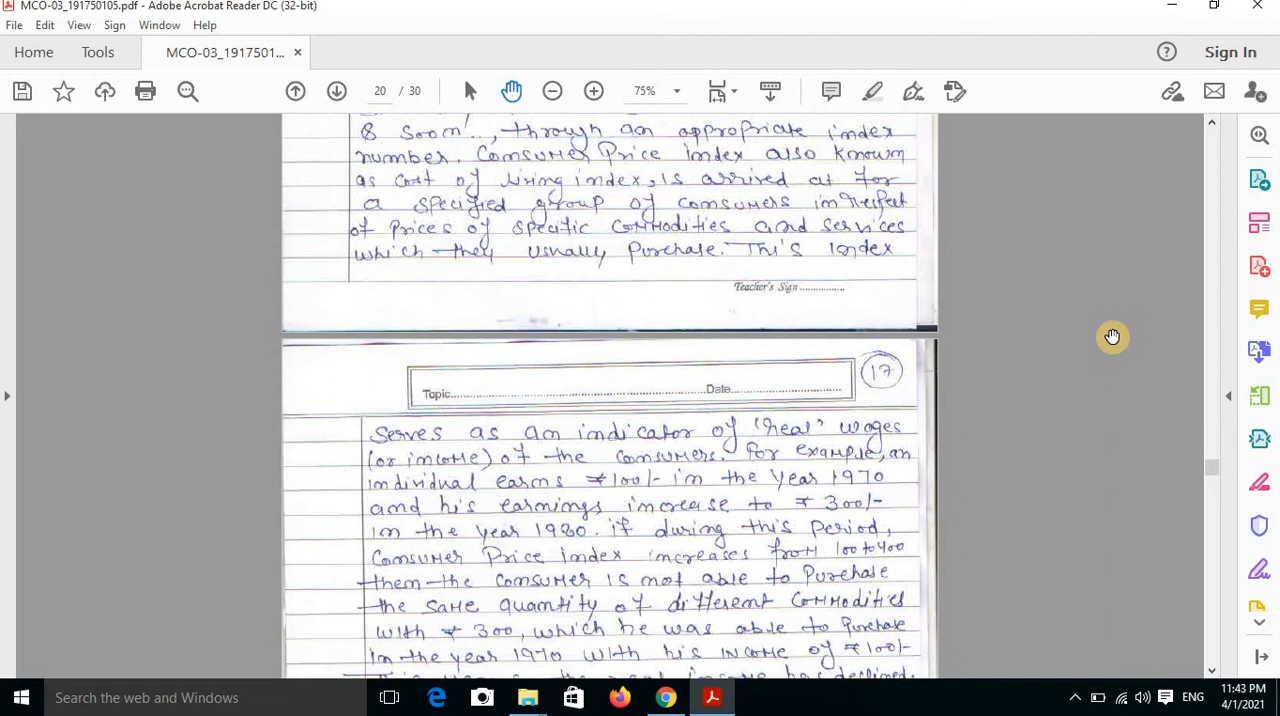 MCO-03_191750105.pdf - Adobe Acrobat Reader DC (32-bit)
File Edit View Sign Window Help
Home Tools MCO-03_1917501... × Sign In
20 / 30 75%
& soon'.., through an appropriate index
number. Consumer Price index also known
as cost of living index, is arrived at for
a specified group of consumers in respect
of Prices of specific commodities and services
which they usually Purchase. This Index
Teacher's Sign...............
17
Topic................................................................Date..................................
serves as an indicator of 'real' wages
(or income) of the consumers. For example, an
individual earns ₹100/- in the year 1970
and his earnings increase to ₹ 300/-
in the year 1980. if during this period,
Consumer Price index increases from 100 to 400
then the consumer is not able to Purchase
the same quantity of different commodities
with ₹ 300, which he was able to Purchase
in the year 1970 with his income of ₹100/-
the real income has declined.
Search the web and Windows
ENG
11:43 PM
4/1/2021